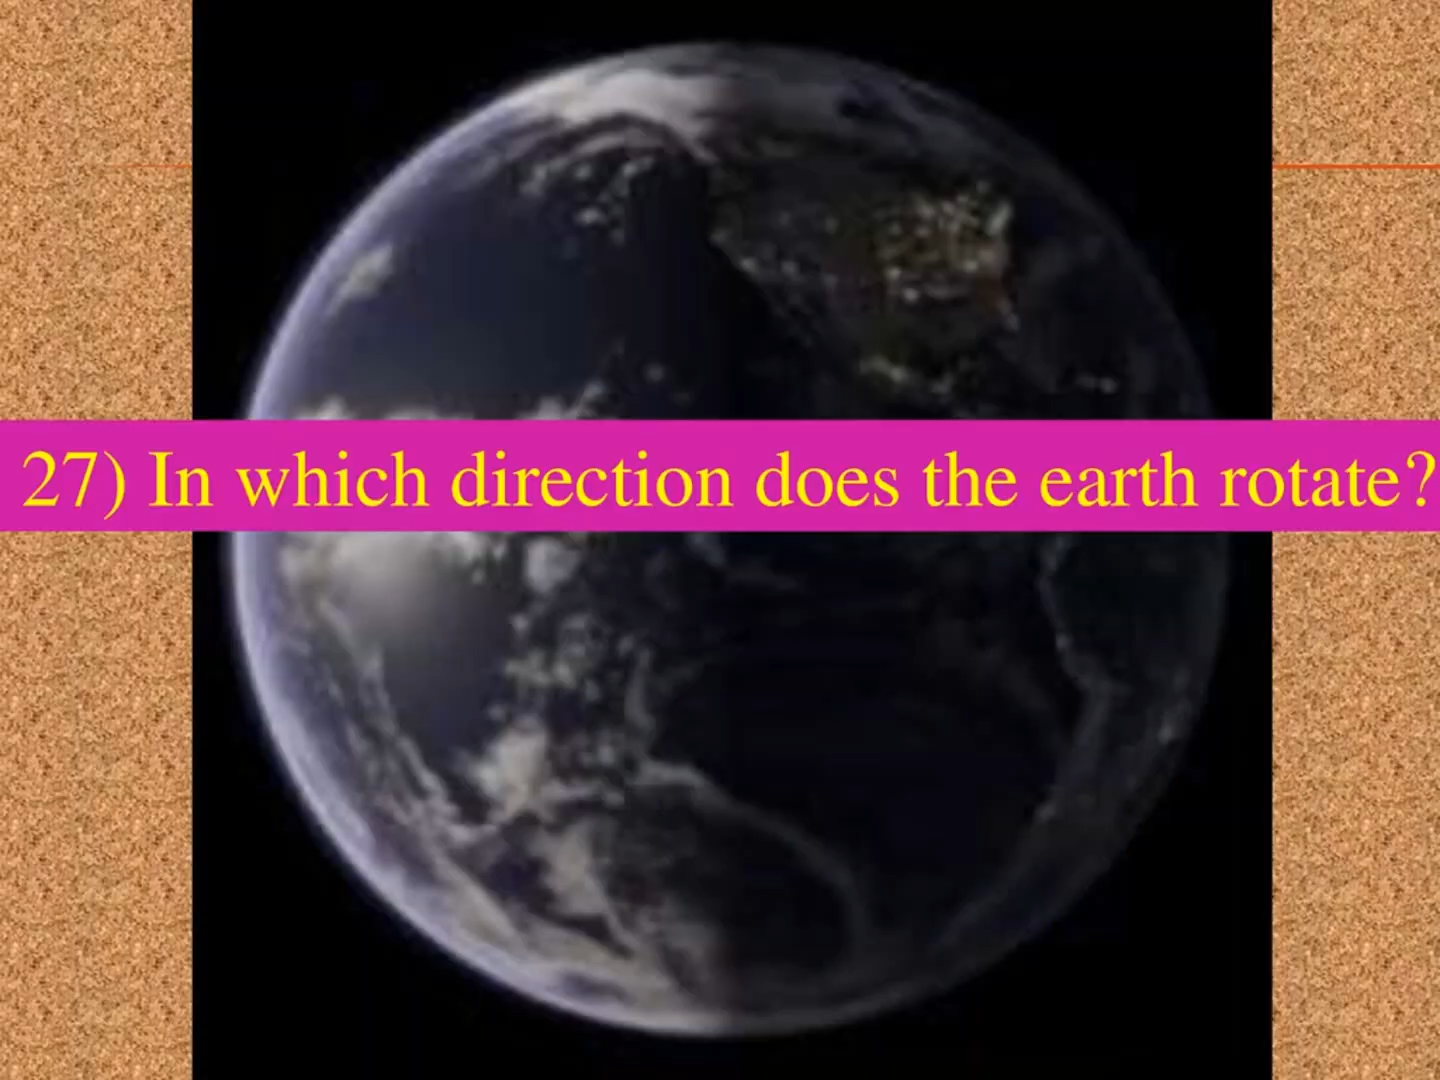 27) In which direction does the earth rotate?